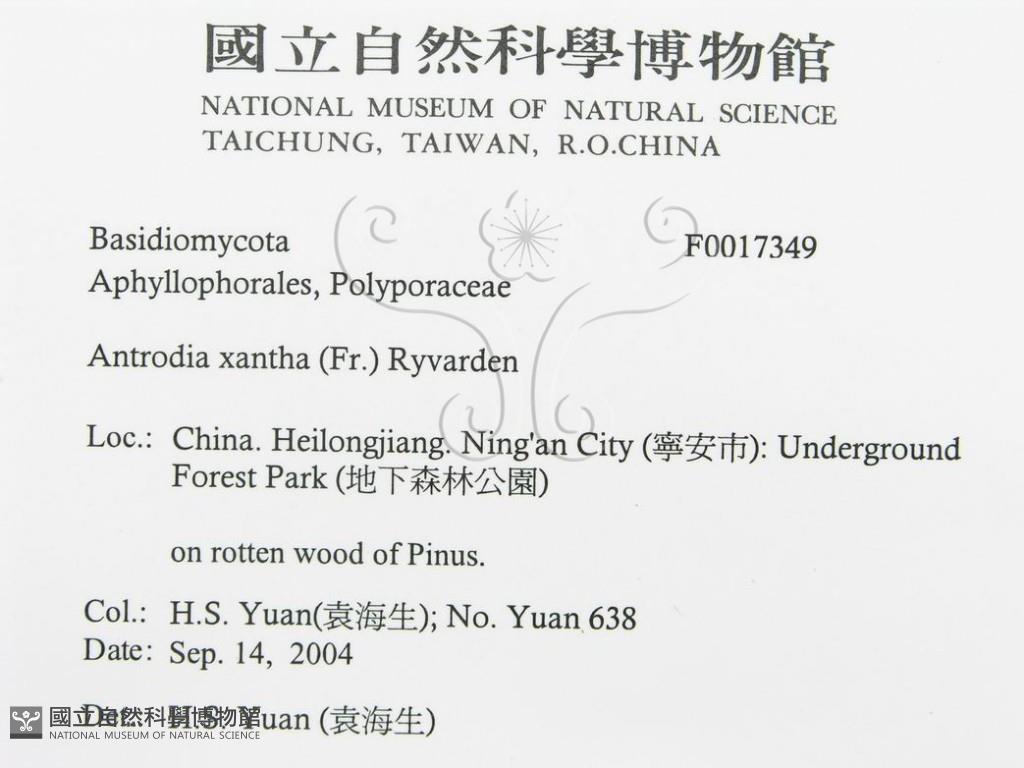 國立自然科學博物館
NATIONAL MUSEUM OF NATURAL SCIENCE
TAICHUNG, TAIWAN, R.O.CHINA
Basidiomycota F0017349
Aphyllophorales, Polyporaceae
Antrodia xantha (Fr.) Ryvarden
Loc.: China. Heilongjiang. Ning'an City (寧安市): Underground
Forest Park (地下森林公園)
on rotten wood of Pinus.
Col.: H.S. Yuan(袁海生); No. Yuan 638
Date: Sep. 14, 2004
Det.: H.S. Yuan (袁海生)
國立自然科學博物館
NATIONAL MUSEUM OF NATURAL SCIENCE